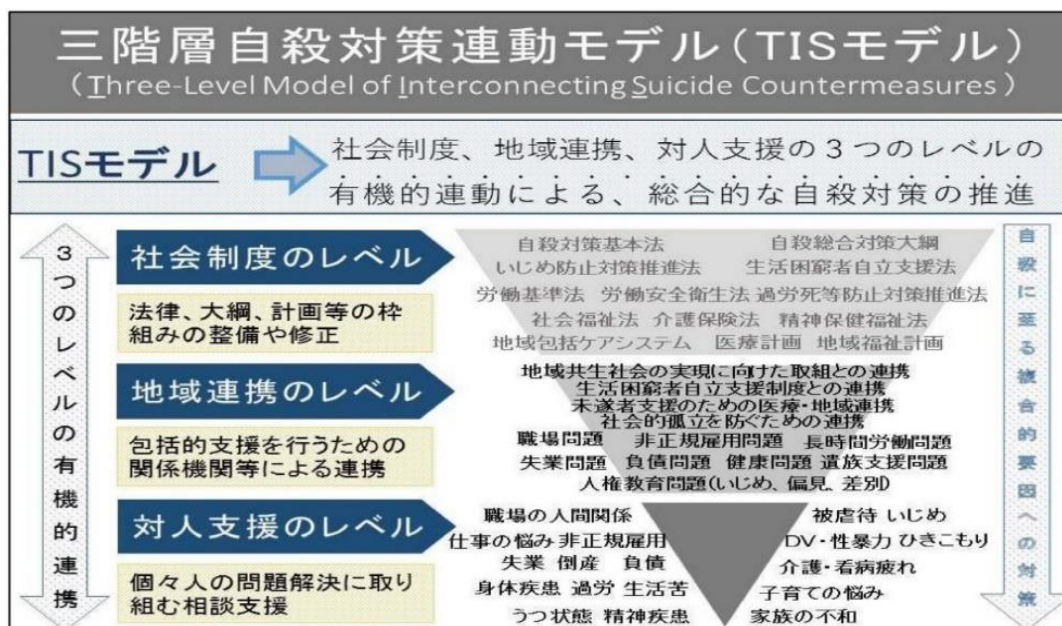 三階層自殺対策連動モデル(TISモデル)
(Three-Level Model of Interconnecting Suicide Countermeasures)
TISモデル
社会制度、地域連携、対人支援の3つのレベルの
有機的連動による、総合的な自殺対策の推進
3つのレベルの有機的連携
社会制度のレベル
法律、大綱、計画等の枠
組みの整備や修正
自殺対策基本法 自殺総合対策大綱
いじめ防止対策推進法 生活困窮者自立支援法
労働基準法 労働安全衛生法 過労死等防止対策推進法
社会福祉法 介護保険法 精神保健福祉法
地域包括ケアシステム 医療計画 地域福祉計画
地域連携のレベル
包括的支援を行うための
関係機関等による連携
地域共生社会の実現に向けた取組との連携
生活困窮者自立支援制度との連携
未遂者支援のための医療・地域連携
社会的孤立を防ぐための連携
職場問題 非正規雇用問題 長時間労働問題
失業問題 負債問題 健康問題 遺族支援問題
人権教育問題(いじめ、偏見、差別)
対人支援のレベル
個々人の問題解決に取り
組む相談支援
職場の人間関係 被虐待 いじめ
仕事の悩み 非正規雇用 DV・性暴力 ひきこもり
失業 倒産 負債 介護・看病疲れ
身体疾患 過労 生活苦 子育ての悩み
うつ状態 精神疾患 家族の不和
自殺に至る複合的要因への対策